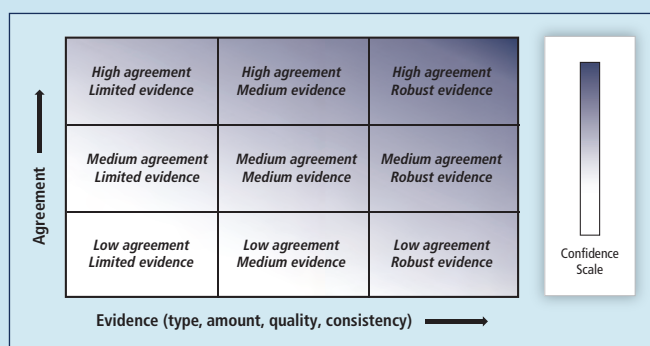 High agreement
Limited evidence
High agreement
Medium evidence
High agreement
Robust evidence
Medium agreement
Limited evidence
Medium agreement
Medium evidence
Medium agreement
Robust evidence
Low agreement
Limited evidence
Low agreement
Medium evidence
Low agreement
Robust evidence
Agreement
Evidence (type, amount, quality, consistency)
Confidence
Scale